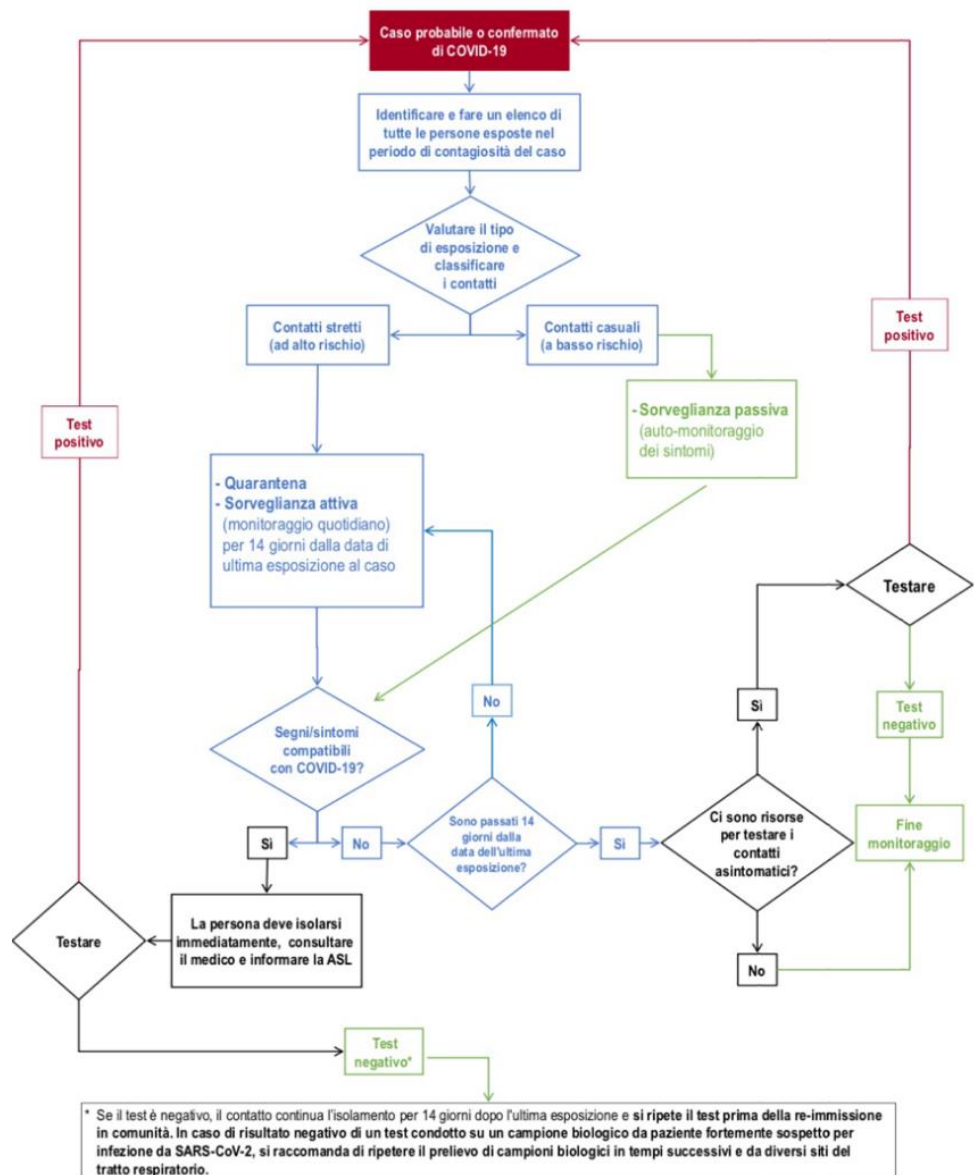 Caso probabile o confermato
di COVID-19
Identificare e fare un elenco di
tutte le persone esposte nel
periodo di contagiosità del caso
Valutare il tipo
di esposizione e
classificare
i contatti
Contatti stretti
(ad alto rischio)
Contatti casuali
(a basso rischio)
Test
positivo
Test
positivo
- Sorveglianza passiva
(auto-monitoraggio
dei sintomi)
- Quarantena
- Sorveglianza attiva
(monitoraggio quotidiano)
per 14 giorni dalla data di
ultima esposizione al caso
Testare
No
Sì
Test
negativo
Segni/sintomi
compatibili
con COVID-19?
Sono passati 14
giorni dalla
data dell'ultima
esposizione?
Ci sono risorse
per testare i
contatti
asintomatici?
Fine
monitoraggio
Sì
No
Sì
La persona deve isolarsi
immediatamente, consultare
il medico e informare la ASL
Testare
No
Test
negativo*
* Se il test è negativo, il contatto continua l'isolamento per 14 giorni dopo l'ultima esposizione e si ripete il test prima della re-immissione
in comunità. In caso di risultato negativo di un test condotto su un campione biologico da paziente fortemente sospetto per
infezione da SARS-CoV-2, si raccomanda di ripetere il prelievo di campioni biologici in tempi successivi e da diversi siti del
tratto respiratorio.